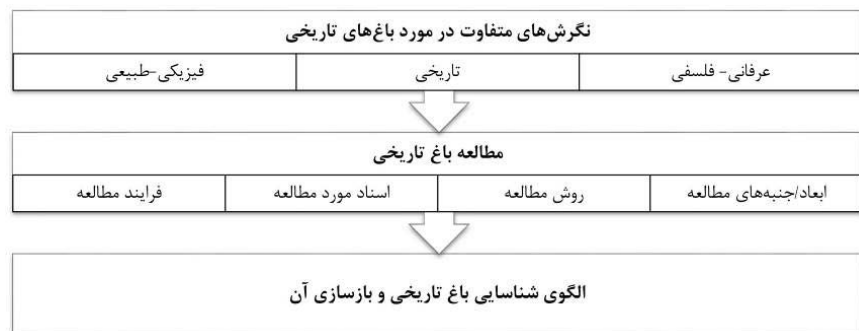 نگرش‌های متفاوت در مورد باغ‌های تاریخی
عرفانی- فلسفی
تاریخی
فیزیکی-طبیعی
مطالعه باغ تاریخی
ابعاد/جنبه‌های مطالعه
روش مطالعه
اسناد مورد مطالعه
فرایند مطالعه
الگوی شناسایی باغ تاریخی و بازسازی آن